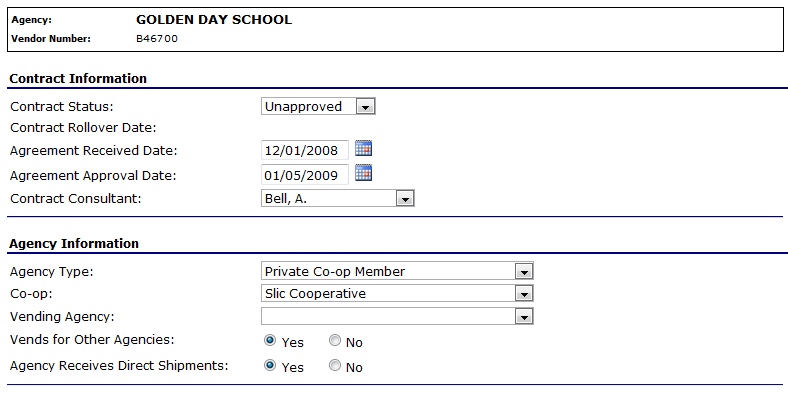 Agency: GOLDEN DAY SCHOOL
Vendor Number: B46700
Contract Information
Contract Status: Unapproved
Contract Rollover Date:
Agreement Received Date: 12/01/2008
Agreement Approval Date: 01/05/2009
Contract Consultant: Bell, A.
Agency Information
Agency Type: Private Co-op Member
Co-op: Slic Cooperative
Vending Agency:
Vends for Other Agencies: Yes No
Agency Receives Direct Shipments: Yes No